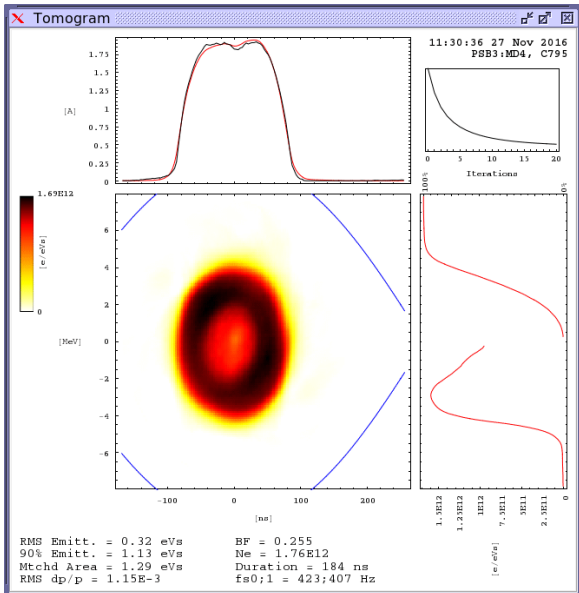 Tomogram
11:30:36 27 Nov 2016
PSB3:MD4, C795
1.75
1.5
1.25
1
0.75
0.5
0.25
0
[A]
0 5 10 15 20
Iterations
100%
0%
1.69E12
[e/eVs]
0
6
4
2
0
-2
-4
-6
[MeV]
-100 0 100 200
[ns]
1.5E12
1.25E12
1E12
7.5E11
5E11
2.5E11
0
[e/eVs]
RMS Emitt. = 0.32 eVs
BF = 0.255
90% Emitt. = 1.13 eVs
Ne = 1.76E12
Mtchd Area = 1.29 eVs
Duration = 184 ns
RMS dp/p = 1.15E-3
fs0;1 = 423;407 Hz